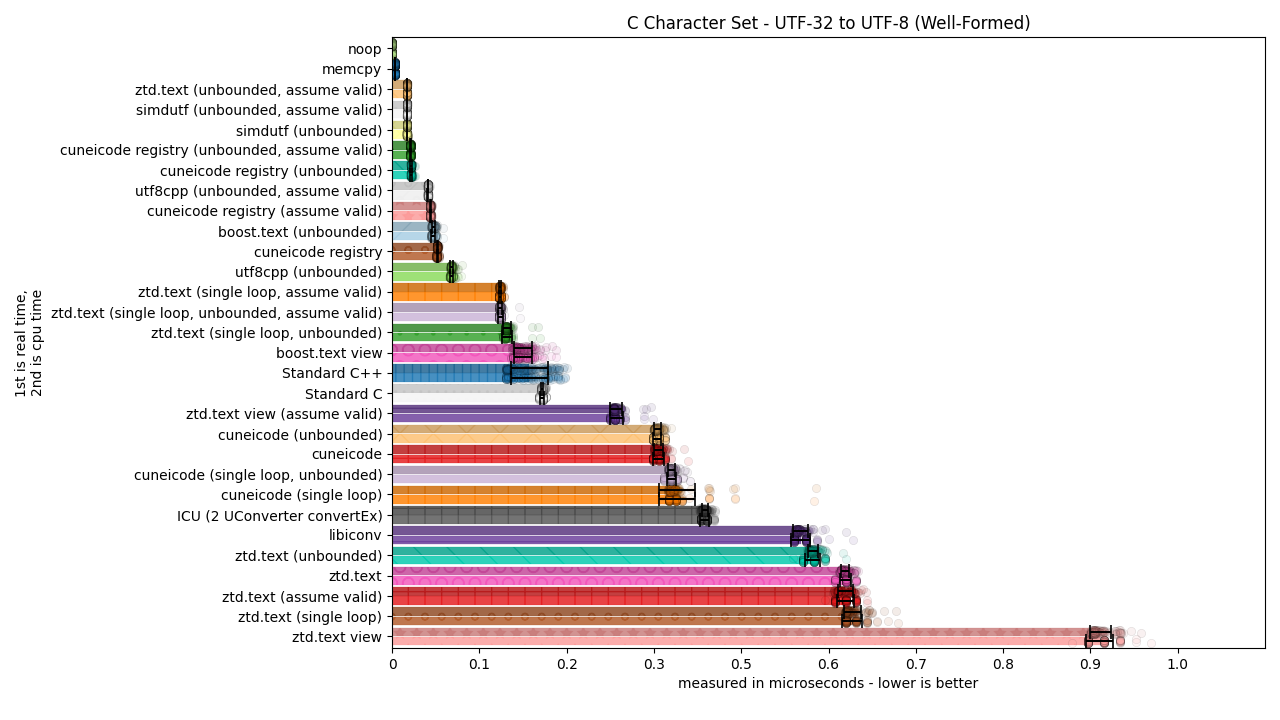 C Character Set - UTF-32 to UTF-8 (Well-Formed)
noop
memcpy
ztd.text (unbounded, assume valid)
simdutf (unbounded, assume valid)
simdutf (unbounded)
cuneicode registry (unbounded, assume valid)
cuneicode registry (unbounded)
utf8cpp (unbounded, assume valid)
cuneicode registry (assume valid)
boost.text (unbounded)
cuneicode registry
utf8cpp (unbounded)
ztd.text (single loop, assume valid)
ztd.text (single loop, unbounded, assume valid)
ztd.text (single loop, unbounded)
boost.text view
Standard C++
Standard C
ztd.text view (assume valid)
cuneicode (unbounded)
cuneicode
cuneicode (single loop, unbounded)
cuneicode (single loop)
ICU (2 UConverter convertEx)
libiconv
ztd.text (unbounded)
ztd.text
ztd.text (assume valid)
ztd.text (single loop)
ztd.text view
1st is real time,
2nd is cpu time
0 0.1 0.2 0.3 0.5 0.6 0.7 0.8 0.9 1.0
measured in microseconds - lower is better